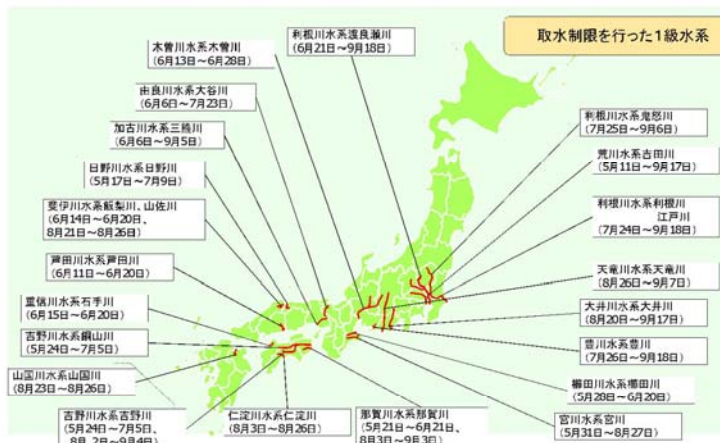 取水制限を行った1級水系
利根川水系渡良瀬川
(6月21日～9月18日)
木曽川水系木曽川
(6月13日～6月28日)
由良川水系大谷川
(6月6日～7月23日)
加古川水系三熊川
(6月6日～9月5日)
日野川水系日野川
(5月17日～7月9日)
斐伊川水系飯梨川、山佐川
(6月14日～6月20日、
8月21日～8月26日)
芦田川水系芦田川
(6月11日～6月20日)
重信川水系石手川
(6月15日～6月20日)
吉野川水系銅山川
(5月24日～7月5日)
山国川水系山国川
(8月23日～8月26日)
吉野川水系吉野川
(5月24日～7月5日、
8月2日～9月4日)
仁淀川水系仁淀川
(8月3日～8月26日)
那賀川水系那賀川
(5月21日～6月21日、
8月3日～9月3日)
利根川水系鬼怒川
(7月25日～9月6日)
荒川水系吉田川
(5月11日～9月17日)
利根川水系利根川
江戸川
(7月24日～9月18日)
天竜川水系天竜川
(8月26日～9月7日)
大井川水系大井川
(8月20日～9月17日)
豊川水系豊川
(7月26日～9月18日)
櫛田川水系櫛田川
(5月28日～6月20日)
宮川水系宮川
(5月31日～8月27日)